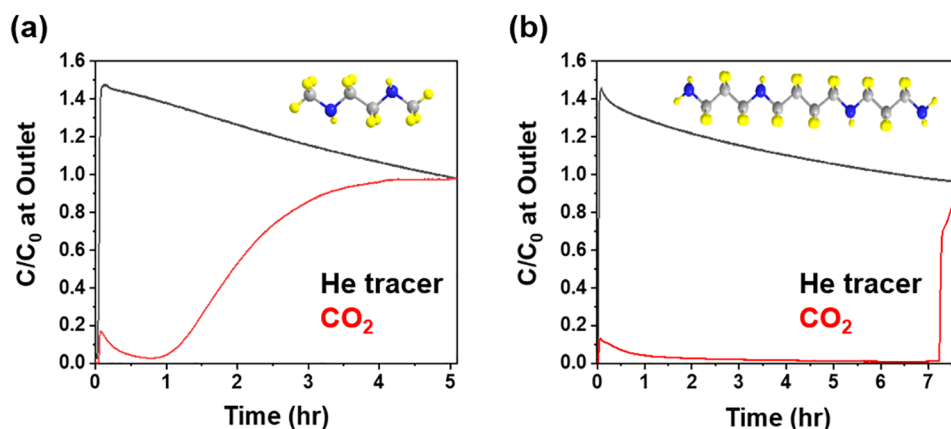 (a)
C/C₀ at Outlet
1.6
1.4
1.2
1.0
0.8
0.6
0.4
0.2
0.0
He tracer
CO₂
0 1 2 3 4 5
Time (hr)
(b)
C/C₀ at Outlet
1.6
1.4
1.2
1.0
0.8
0.6
0.4
0.2
0.0
He tracer
CO₂
0 1 2 3 4 5 6 7
Time (hr)